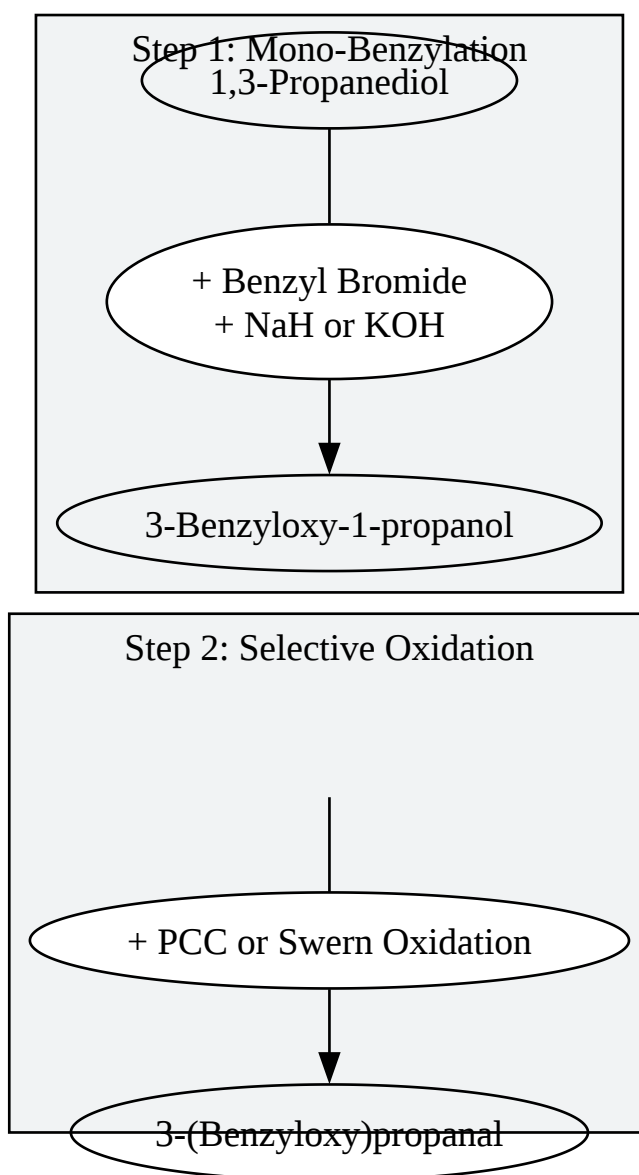 Step 1: Mono-Benzylation
1,3-Propanediol
+ Benzyl Bromide
+ NaH or KOH
3-Benzyloxy-1-propanol
Step 2: Selective Oxidation
+ PCC or Swern Oxidation
3-(Benzyloxy)propanal